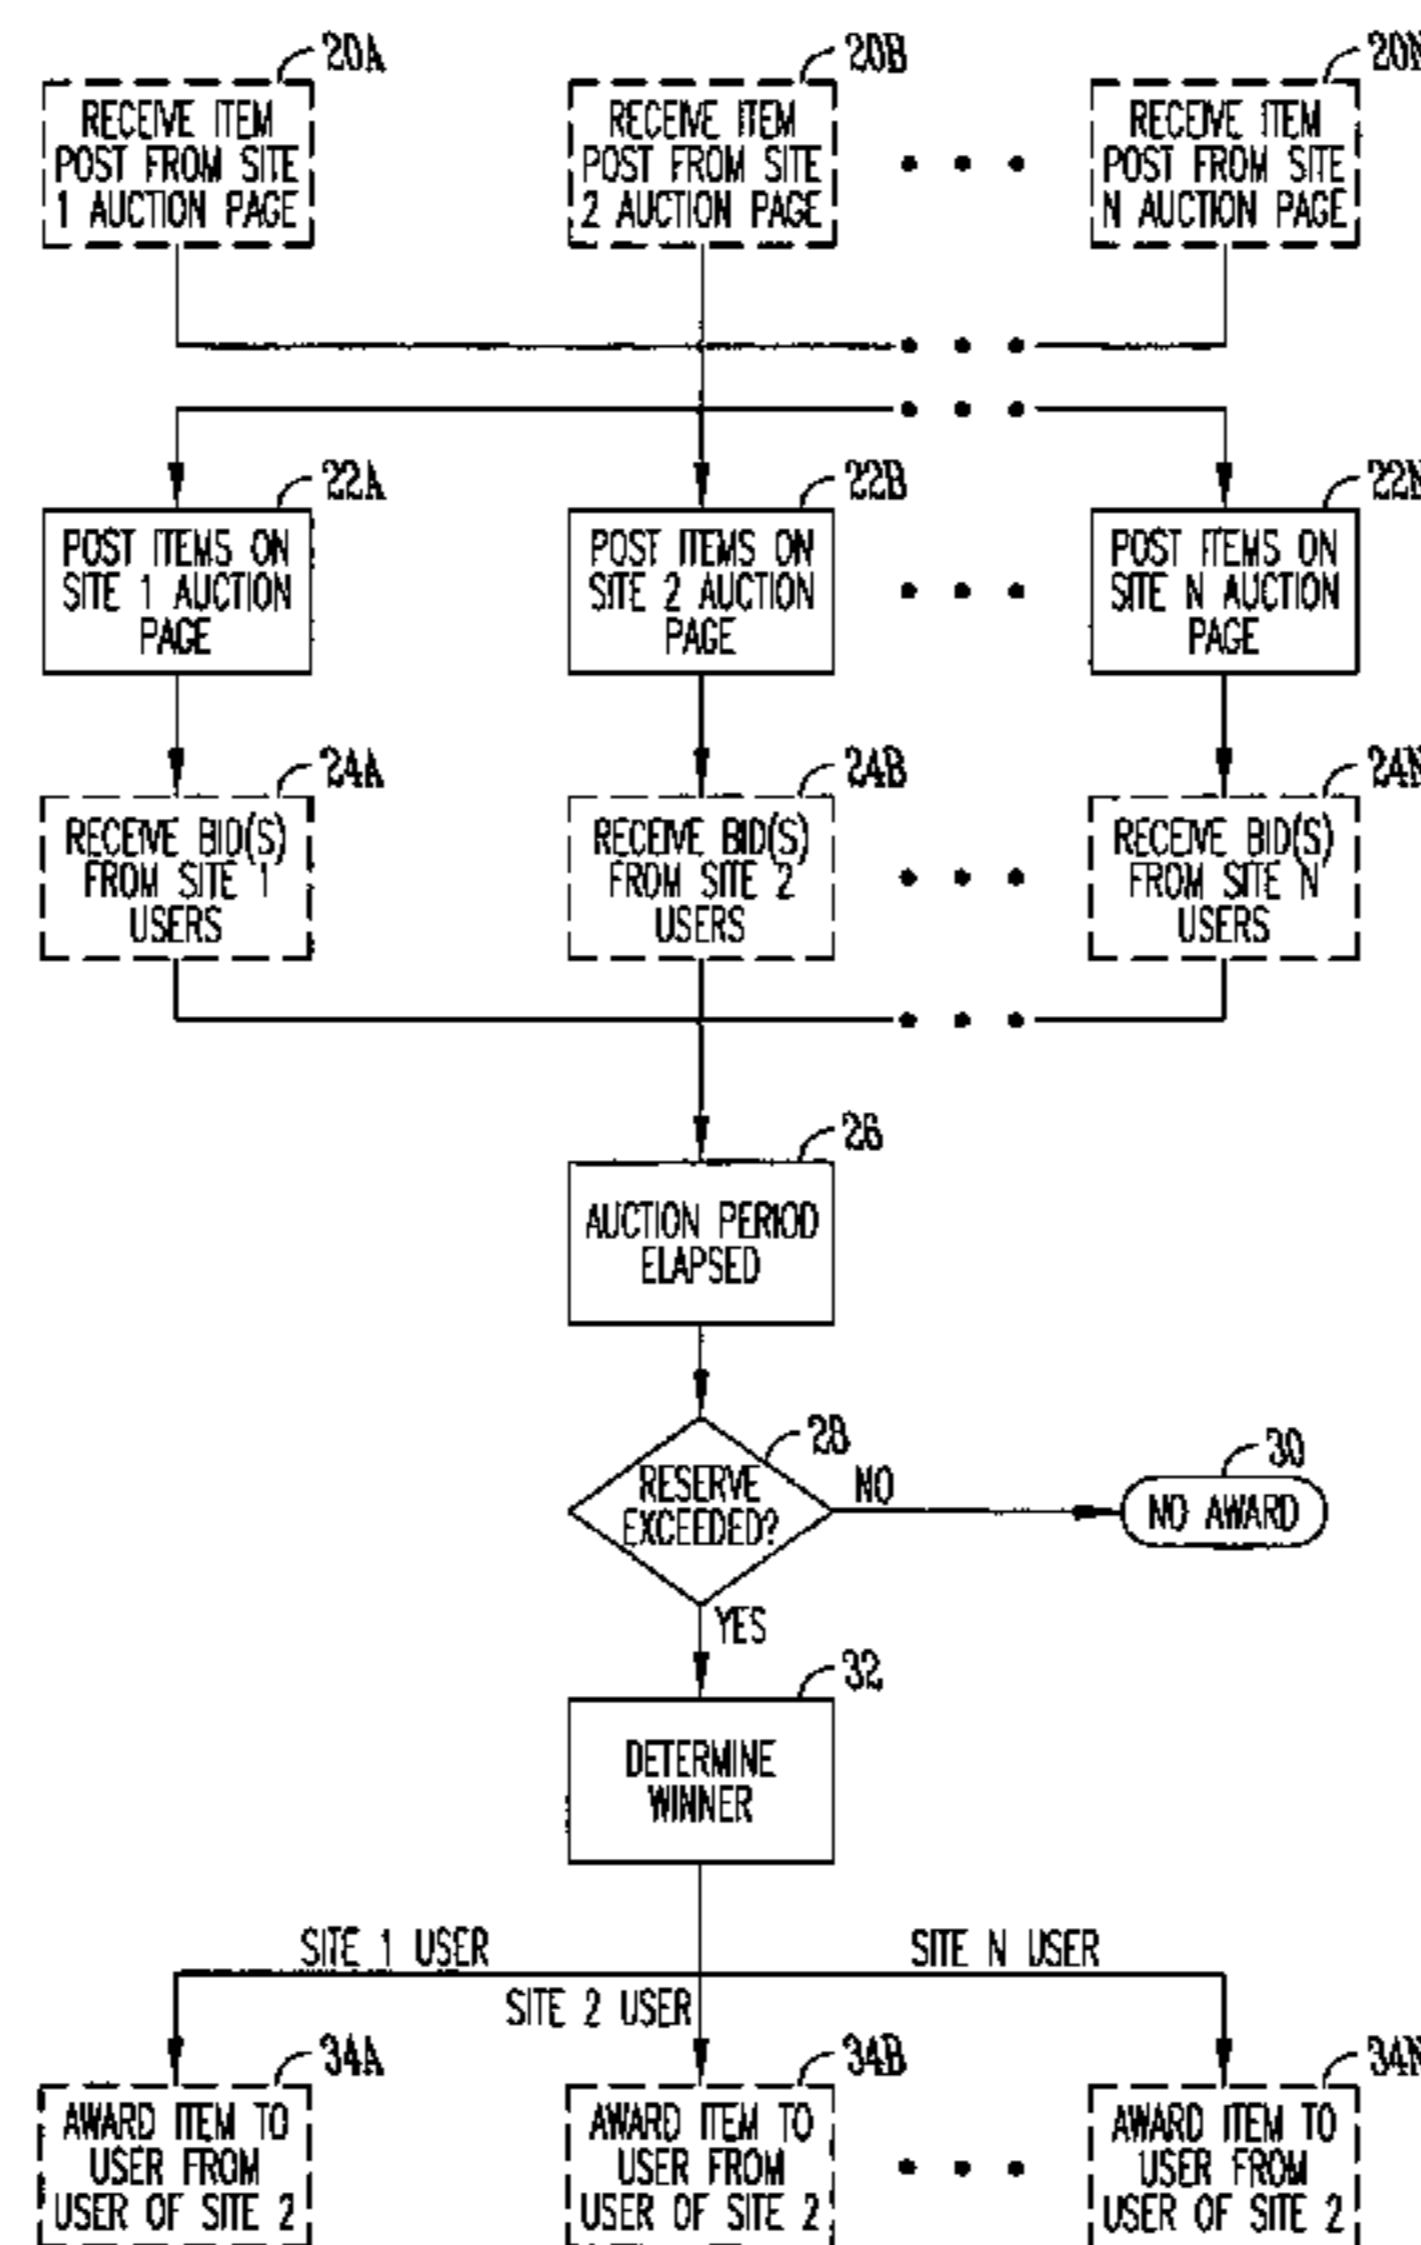 20A
RECEIVE ITEM
POST FROM SITE
1 AUCTION PAGE
20B
RECEIVE ITEM
POST FROM SITE
2 AUCTION PAGE
20N
RECEIVE ITEM
POST FROM SITE
N AUCTION PAGE
22A
POST ITEMS ON
SITE 1 AUCTION
PAGE
22B
POST ITEMS ON
SITE 2 AUCTION
PAGE
22N
POST ITEMS ON
SITE N AUCTION
PAGE
24A
RECEIVE BID(S)
FROM SITE 1
USERS
24B
RECEIVE BID(S)
FROM SITE 2
USERS
24N
RECEIVE BID(S)
FROM SITE N
USERS
26
AUCTION PERIOD
ELAPSED
28
RESERVE
EXCEEDED?
NO
30
NO AWARD
YES
32
DETERMINE
WINNER
SITE 1 USER
SITE 2 USER
SITE N USER
34A
AWARD ITEM TO
USER FROM
USER OF SITE 2
34B
AWARD ITEM TO
USER FROM
USER OF SITE 2
34N
AWARD ITEM TO
USER FROM
USER OF SITE 2